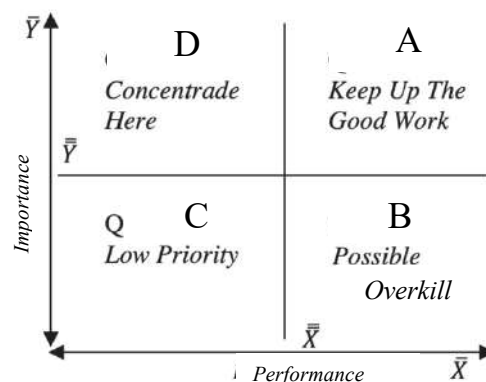 Ȳ
D
A
Concentrade
Here
Keep Up The
Good Work
Y̿
Importance
Q
C
B
Low Priority
Possible
Overkill
X̿
X̄
Performance